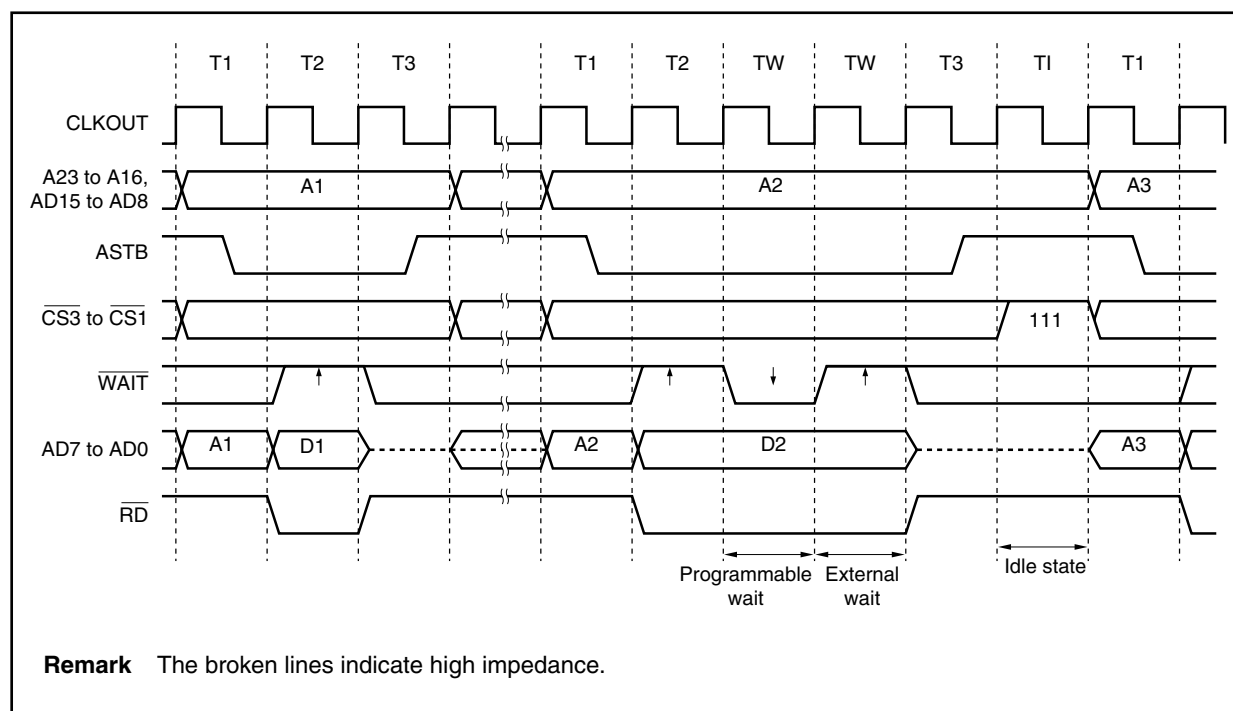 T1 T2 T3 T1 T2 TW TW T3 TI T1
CLKOUT
A23 to A16,
AD15 to AD8
A1 A2 A3
ASTB
CS3 to CS1
111
WAIT
AD7 to AD0
A1 D1 A2 D2 A3
RD
Programmable
wait
External
wait
Idle state
Remark The broken lines indicate high impedance.